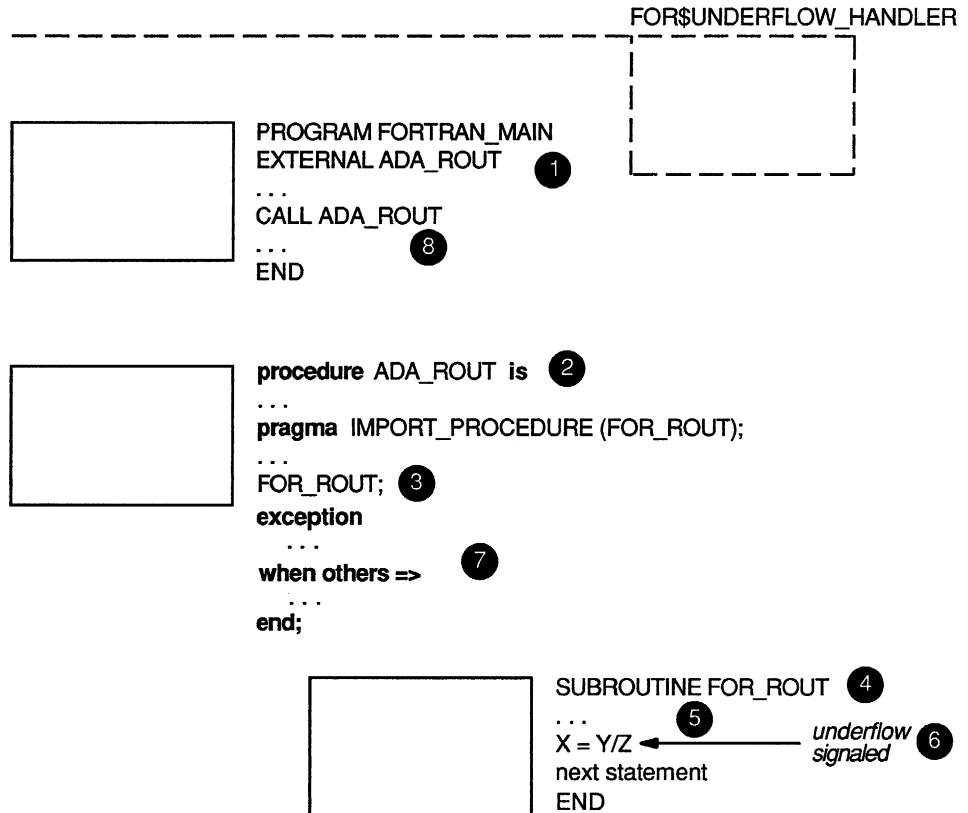 FOR$UNDERFLOW_HANDLER
PROGRAM FORTRAN_MAIN
EXTERNAL ADA_ROUT 1
...
CALL ADA_ROUT
... 8
END
procedure ADA_ROUT is 2
...
pragma IMPORT_PROCEDURE (FOR_ROUT);
...
FOR_ROUT; 3
exception
...
when others => 7
...
end;
SUBROUTINE FOR_ROUT 4
... 5
X = Y/Z underflow signaled 6
next statement
END